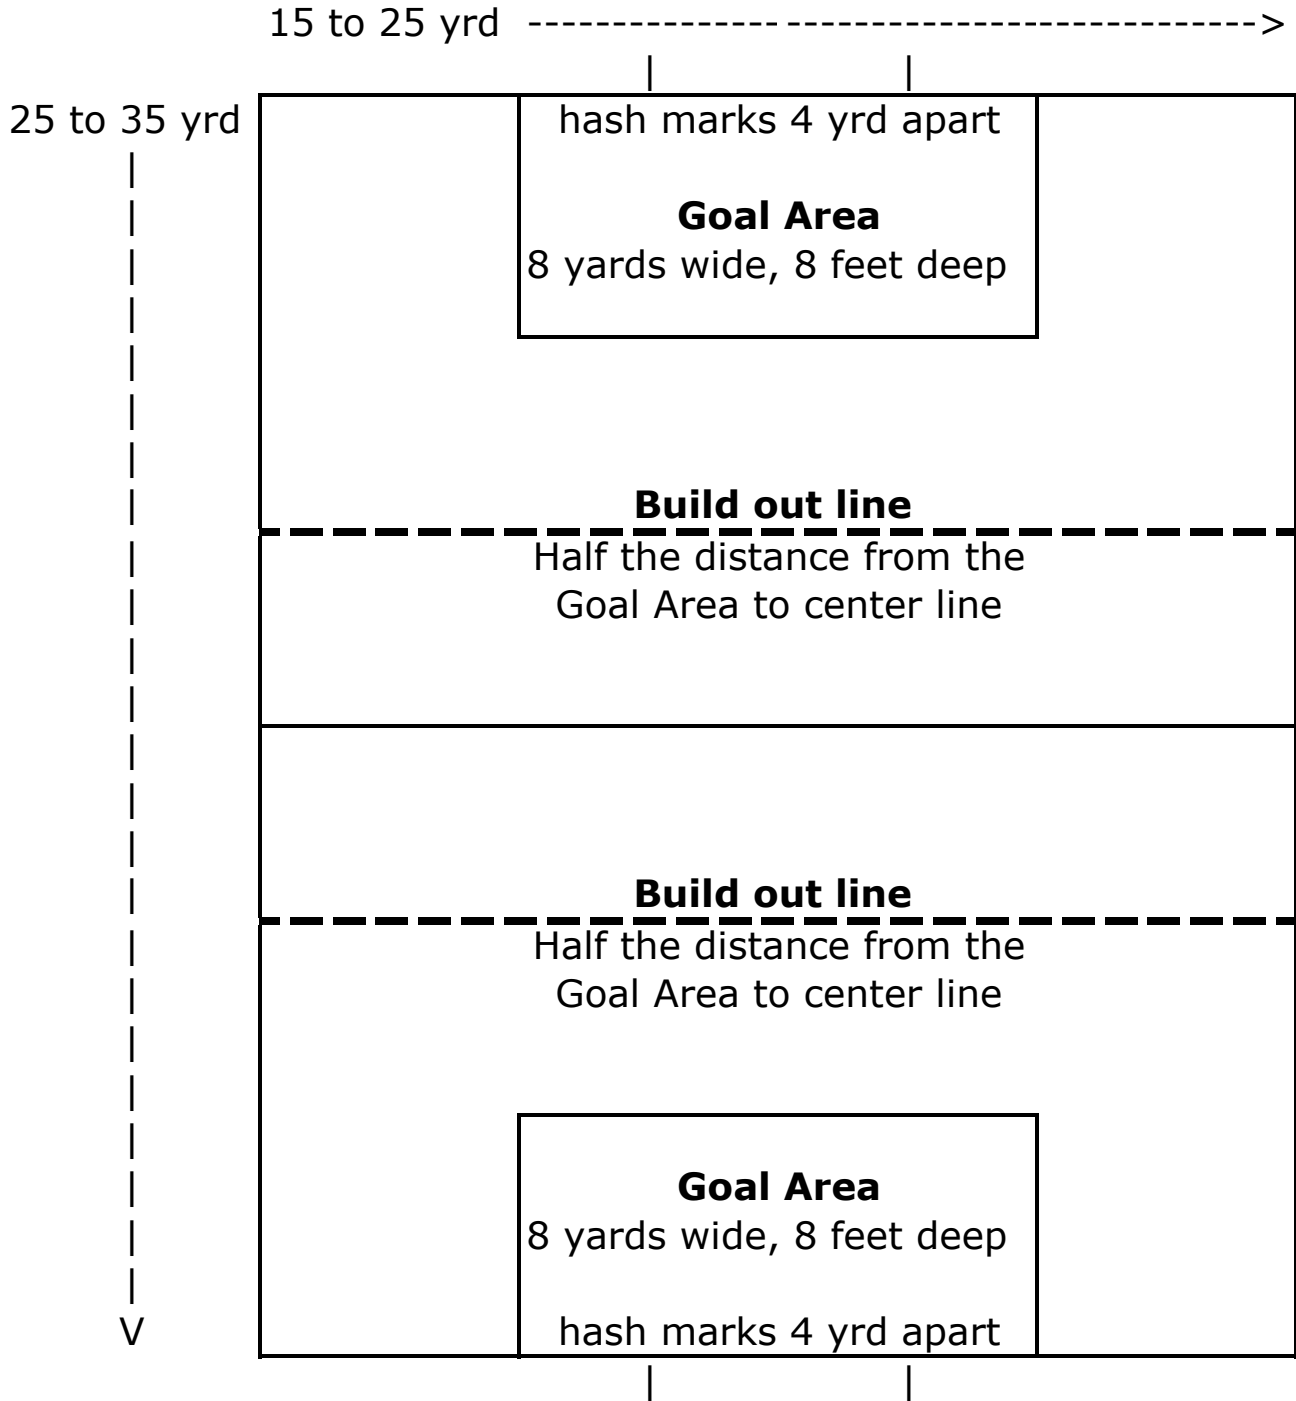 15 to 25 yrd --------------- ---------------------------->
| |
25 to 35 yrd
hash marks 4 yrd apart
Goal Area
8 yards wide, 8 feet deep
Build out line
Half the distance from the
Goal Area to center line
Build out line
Half the distance from the
Goal Area to center line
Goal Area
8 yards wide, 8 feet deep
V
hash marks 4 yrd apart
| |